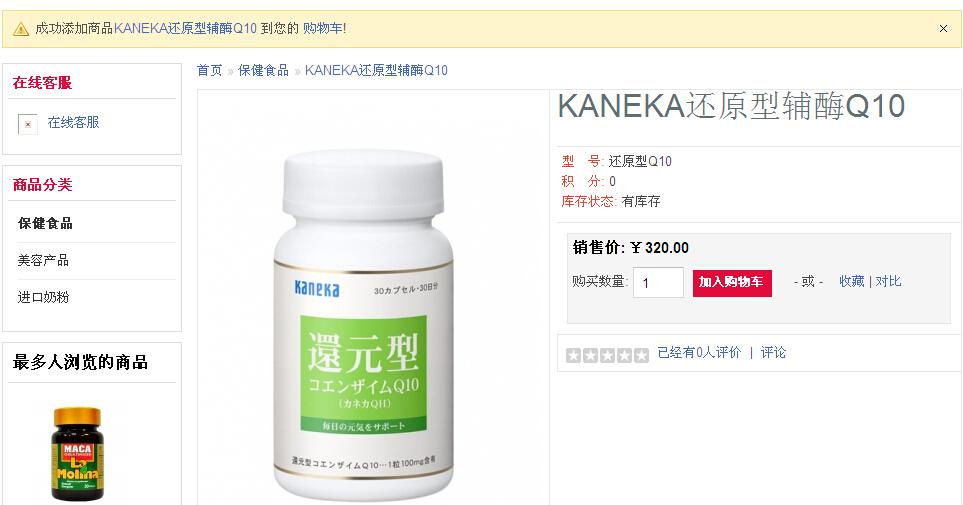 成功添加商品KANEKA还原型辅酶Q10 到您的 购物车!
×
在线客服
在线客服
商品分类
保健食品
美容产品
进口奶粉
最多人浏览的商品
MACA
GELATINIZED
La
Molina
首页 » 保健食品 » KANEKA还原型辅酶Q10
Kaneka
30カプセル・30日分
還元型
コエンザイムQ10
(カネカQH)
毎日の元気をサポート
還元型コエンザイムQ10…1粒100mg含有
KANEKA还原型辅酶Q10
型 号: 还原型Q10
积 分: 0
库存状态: 有库存
销售价: ￥320.00
购买数量: 1 加入购物车 - 或 - 收藏 | 对比
已经有0人评价 | 评论